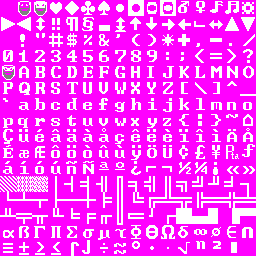 ☺☻♥♦♣♠•◘○◙♂♀♪♫☼
►◄↕‼¶§▬↨↑↓→←∟↔▲▼
!"#$%&'()*+,-./
0123456789:;<=>?
☻ABCDEFGHIJKLMNO
PQRSTUVWXYZ[\]^_
`abcdefghijklmno
pqrstuvwxyz{|}~⌂
ÇüéâäàåçêëèïîìÄÅ
ÉæÆôöòûùÿÖÜ¢£¥₧ƒ
áíóúñÑªº¿⌐¬½¼¡«»
░▒▓│┤╡╢╖╕╣║╗╝╜╛┐
└┴┬├─┼╞╟╚╔╩╦╠═╬╧
╨╤╥╙╘╒╓╫╪┘┌█▄▌▐▀
αßΓπΣσµτΦΘΩδ∞φε∩
≡±≥≤⌠⌡÷≈°∙·√ⁿ²■